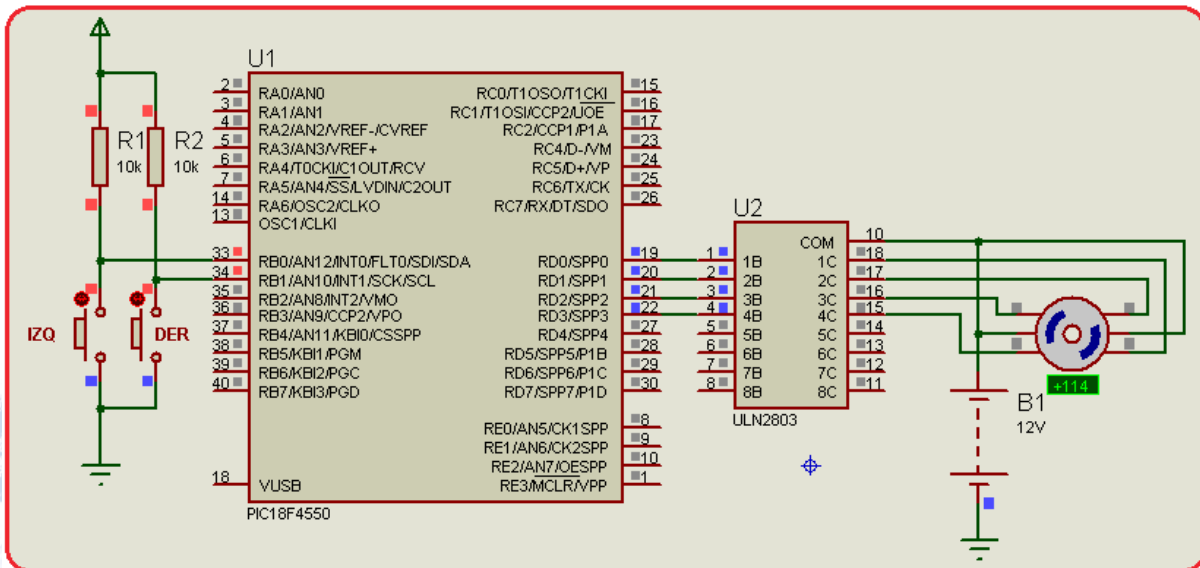 U1
2 RA0/AN0
3 RA1/AN1
4 RA2/AN2/VREF-/CVREF
5 RA3/AN3/VREF+
6 RA4/T0CKI/C1OUT/RCV
7 RA5/AN4/SS/LVDIN/C2OUT
14 RA6/OSC2/CLKO
13 OSC1/CLKI
33 RB0/AN12/INT0/FLT0/SDI/SDA
34 RB1/AN10/INT1/SCK/SCL
35 RB2/AN8/INT2/VMO
36 RB3/AN9/CCP2/VPO
37 RB4/AN11/KBI0/CSSPP
38 RB5/KBI1/PGM
39 RB6/KBI2/PGC
40 RB7/KBI3/PGD
18 VUSB
RC0/T1OSO/T1CKI 15
RC1/T1OSI/CCP2/UOE 16
RC2/CCP1/P1A 17
RC4/D-/VM 23
RC5/D+/VP 24
RC6/TX/CK 25
RC7/RX/DT/SDO 26
RD0/SPP0 19
RD1/SPP1 20
RD2/SPP2 21
RD3/SPP3 22
RD4/SPP4 27
RD5/SPP5/P1B 28
RD6/SPP6/P1C 29
RD7/SPP7/P1D 30
RE0/AN5/CK1SPP 8
RE1/AN6/CK2SPP 9
RE2/AN7/OESPP 10
RE3/MCLR/VPP 1
PIC18F4550
R1
10k
R2
10k
IZQ
DER
U2
COM 10
1 1B 1C 18
2 2B 2C 17
3 3B 3C 16
4 4B 4C 15
5 5B 5C 14
6 6B 6C 13
7 7B 7C 12
8 8B 8C 11
ULN2803
+114
B1
12V